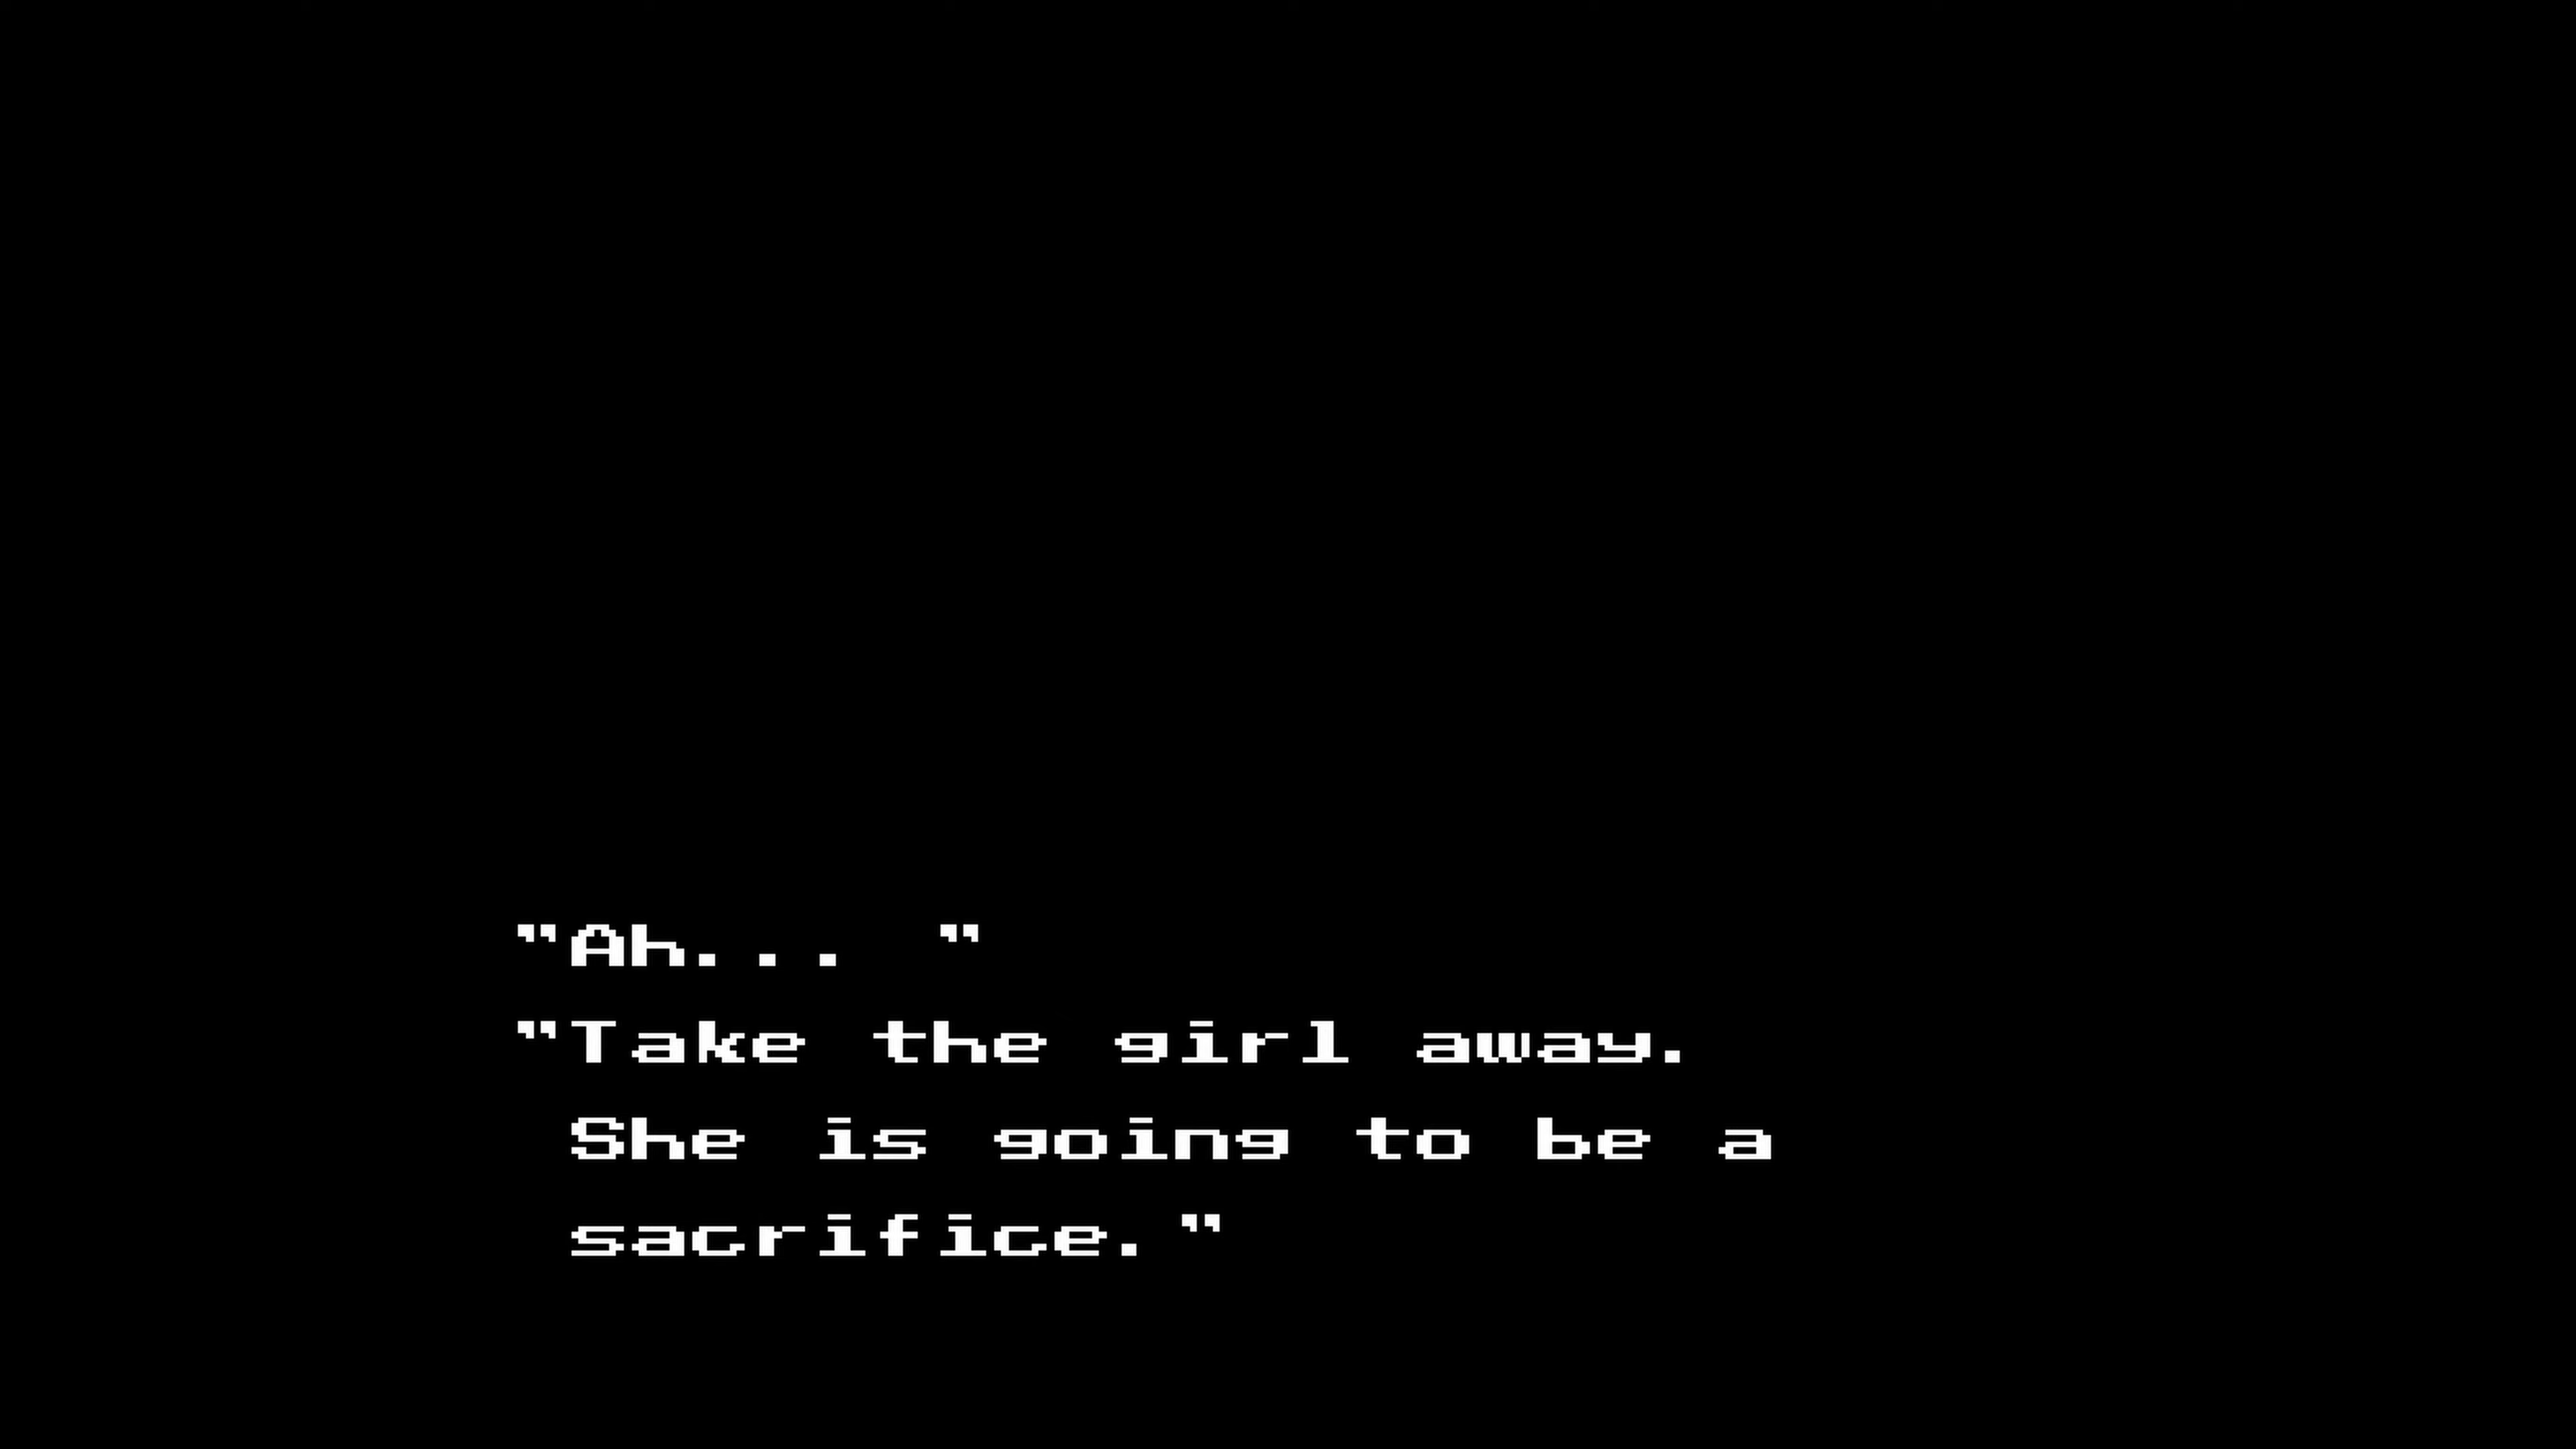 "Ah... "
"Take the girl away.
She is going to be a
sacrifice."